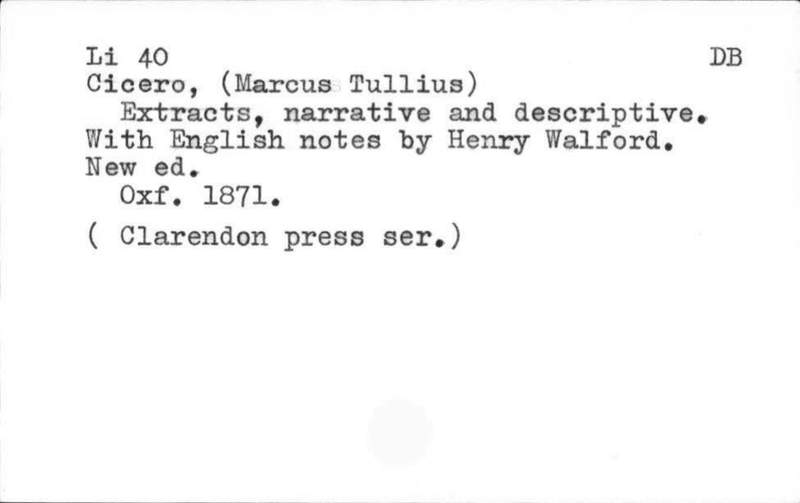 Li 40 DB
Cicero, (Marcus Tullius)
Extracts, narrative and descriptive.
With English notes by Henry Walford.
New ed.
Oxf. 1871.
( Clarendon press ser.)